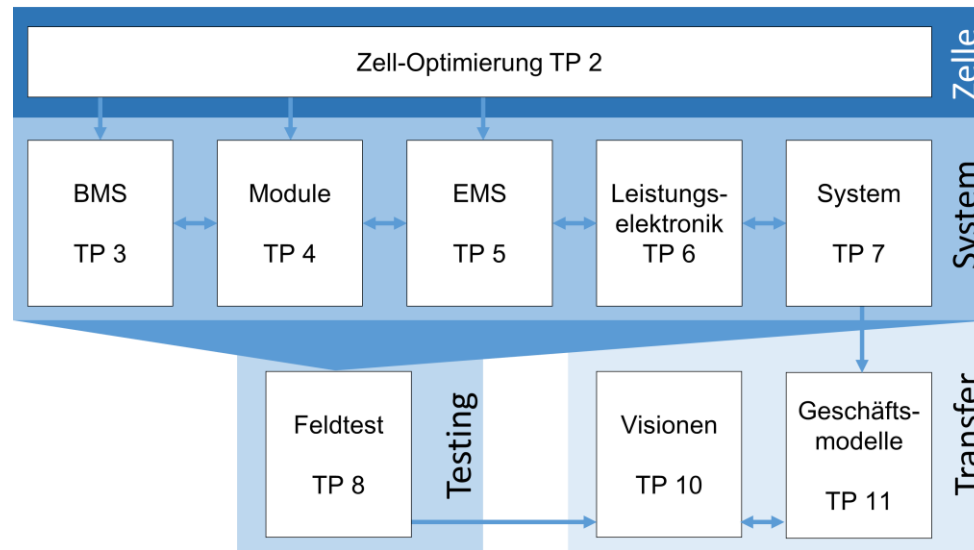 Zell-Optimierung TP 2
Zelle
BMS
TP 3
Module
TP 4
EMS
TP 5
Leistungs-
elektronik
TP 6
System
TP 7
System
Feldtest
TP 8
Testing
Visionen
TP 10
Geschäfts-
modelle
TP 11
Transfer